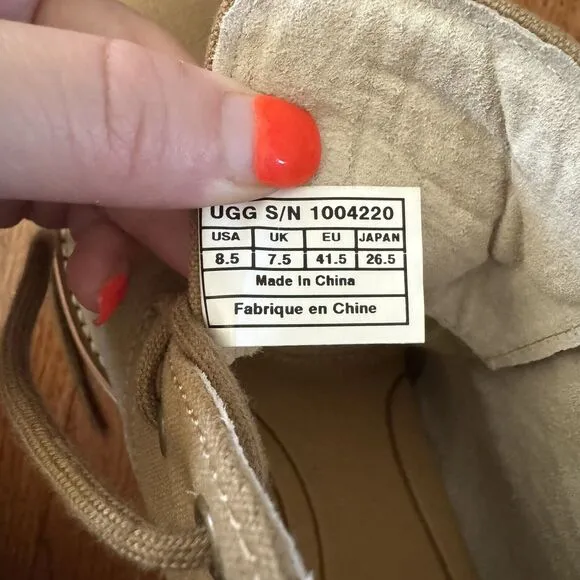 UGG S/N 1004220
USA UK EU JAPAN
8.5 7.5 41.5 26.5
Made In China
Fabrique en Chine